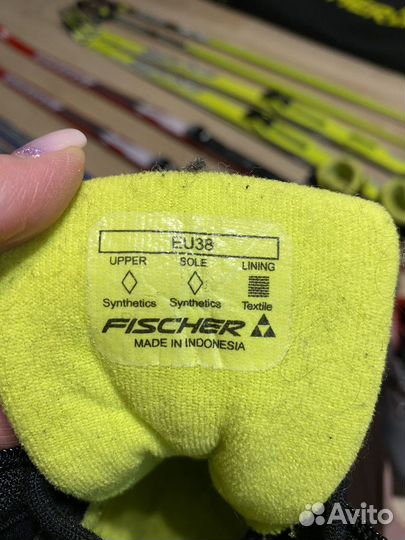 EU38
UPPER SOLE LINING
Synthetics Synthetics Textile
FISCHER
MADE IN INDONESIA
Avito